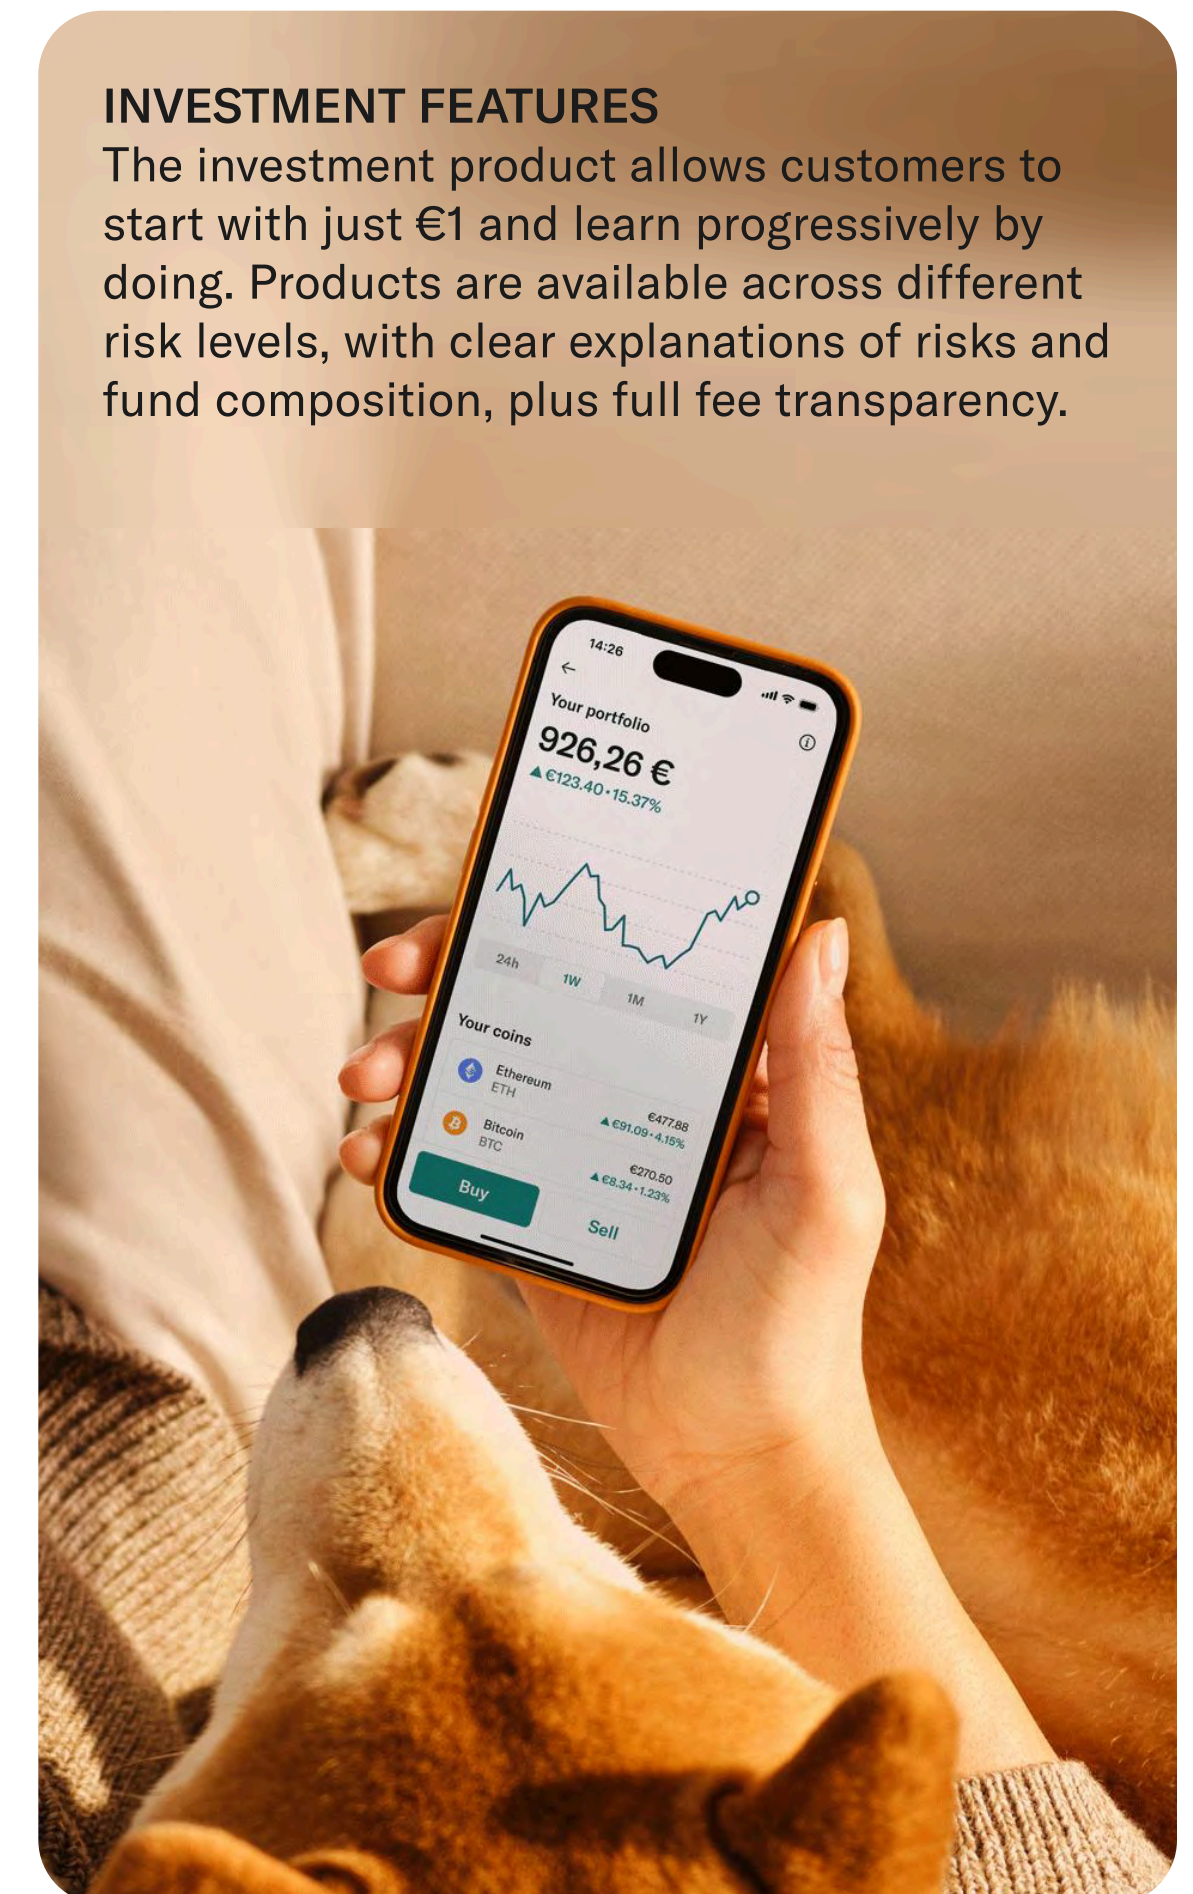 INVESTMENT FEATURES
The investment product allows customers to
start with just €1 and learn progressively by
doing. Products are available across different
risk levels, with clear explanations of risks and
fund composition, plus full fee transparency.
14:26
Your portfolio
926,26 €
▲ €123.40 • 15.37%
24h 1W 1M 1Y
Your coins
Ethereum
ETH
€477.88
▲ €91.09 • 4.15%
Bitcoin
BTC
€270.50
▲ €8.34 • 1.23%
Buy
Sell